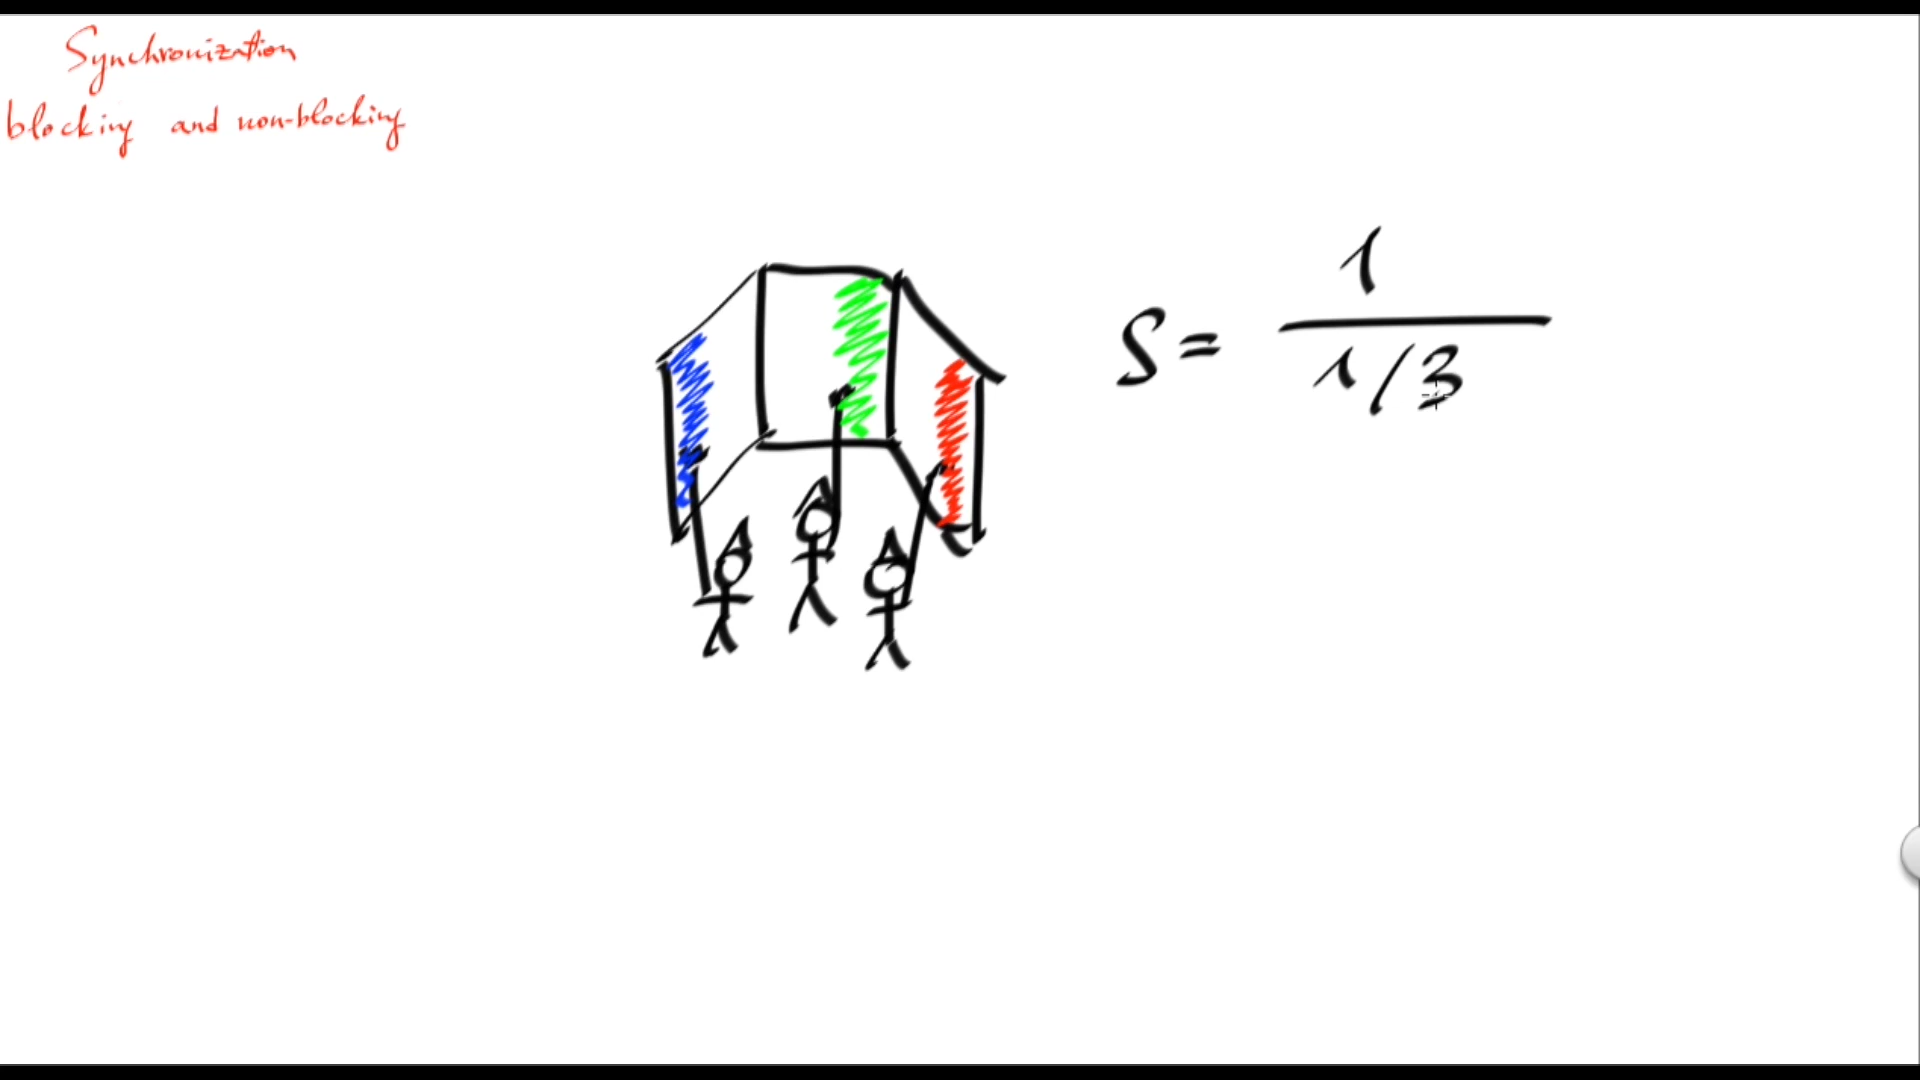 Synchronization
blocking and non-blocking
S = 1
1/3